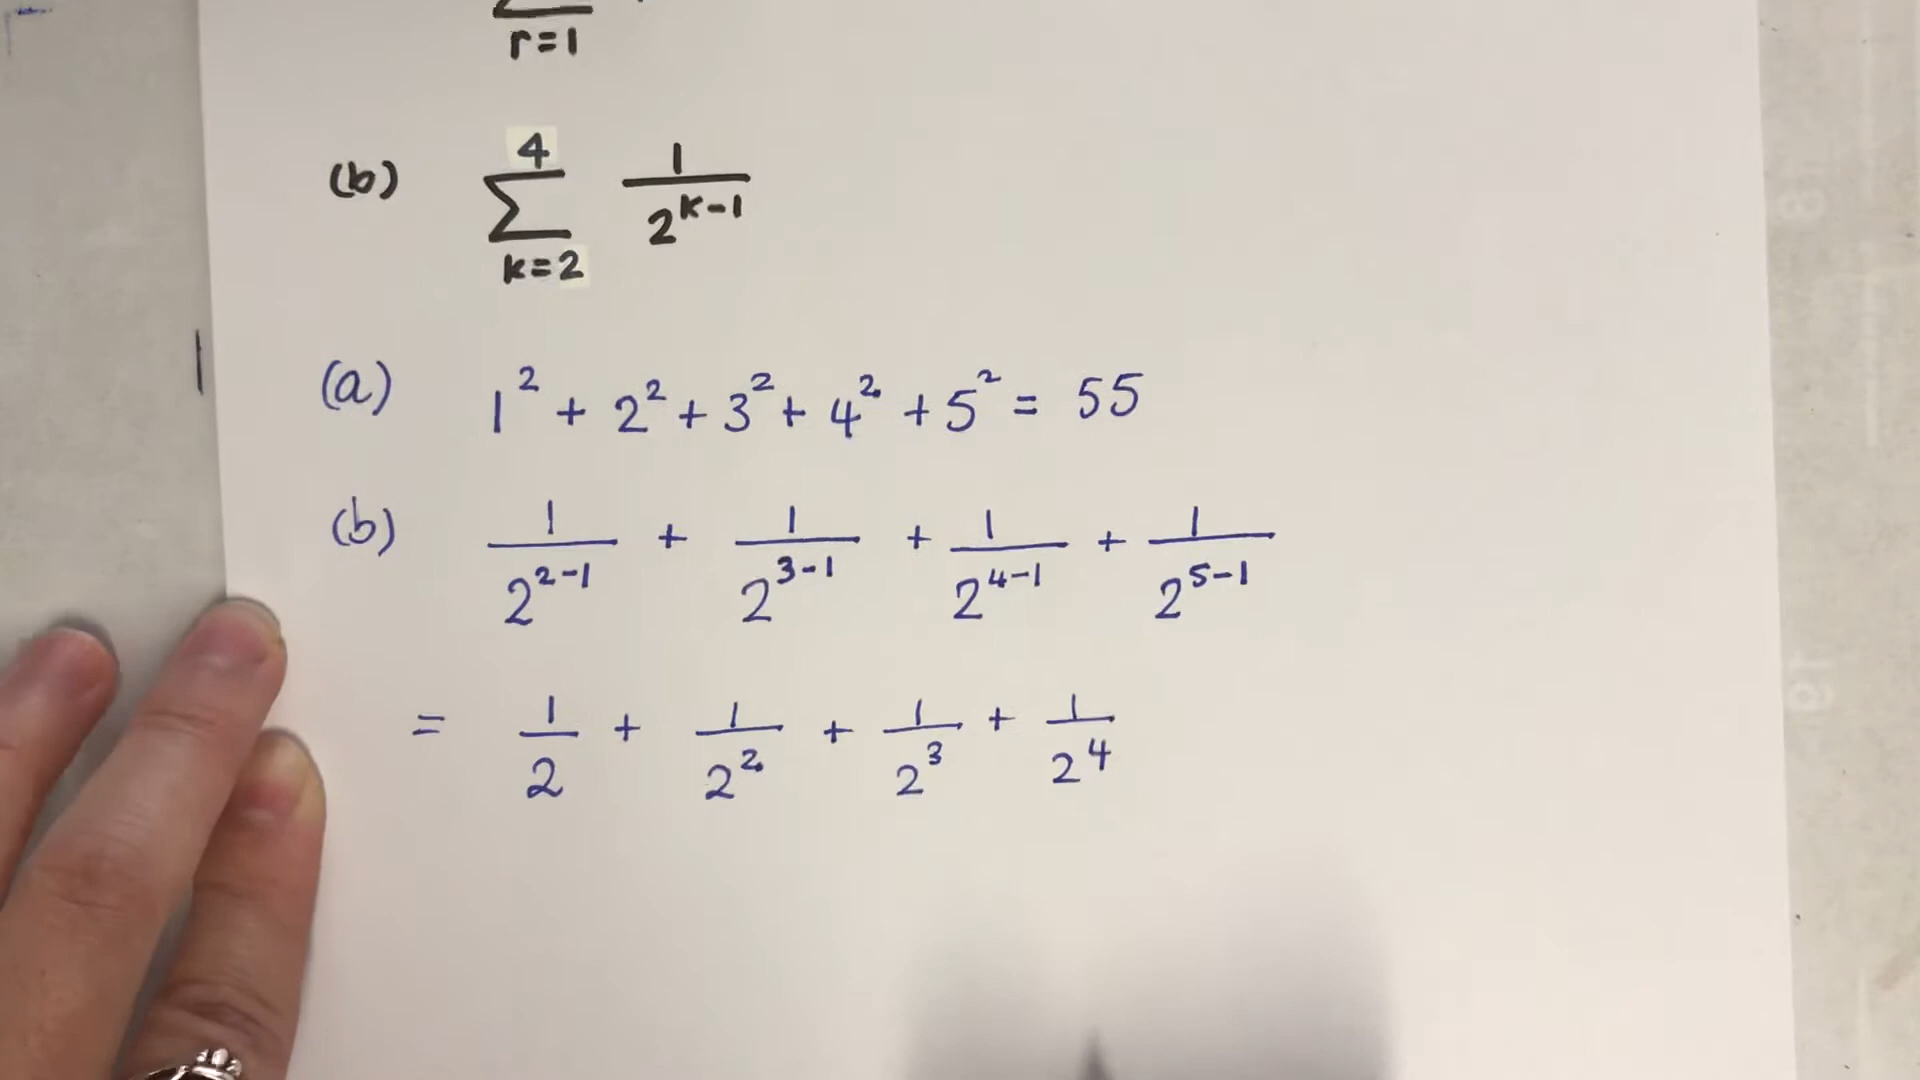 r=1
4
(b) ∑ 1/2^(k-1)
k=2
(a) 1² + 2² + 3² + 4² + 5² = 55
(b) 1/2^(2-1) + 1/2^(3-1) + 1/2^(4-1) + 1/2^(5-1)
= 1/2 + 1/2² + 1/2³ + 1/2⁴